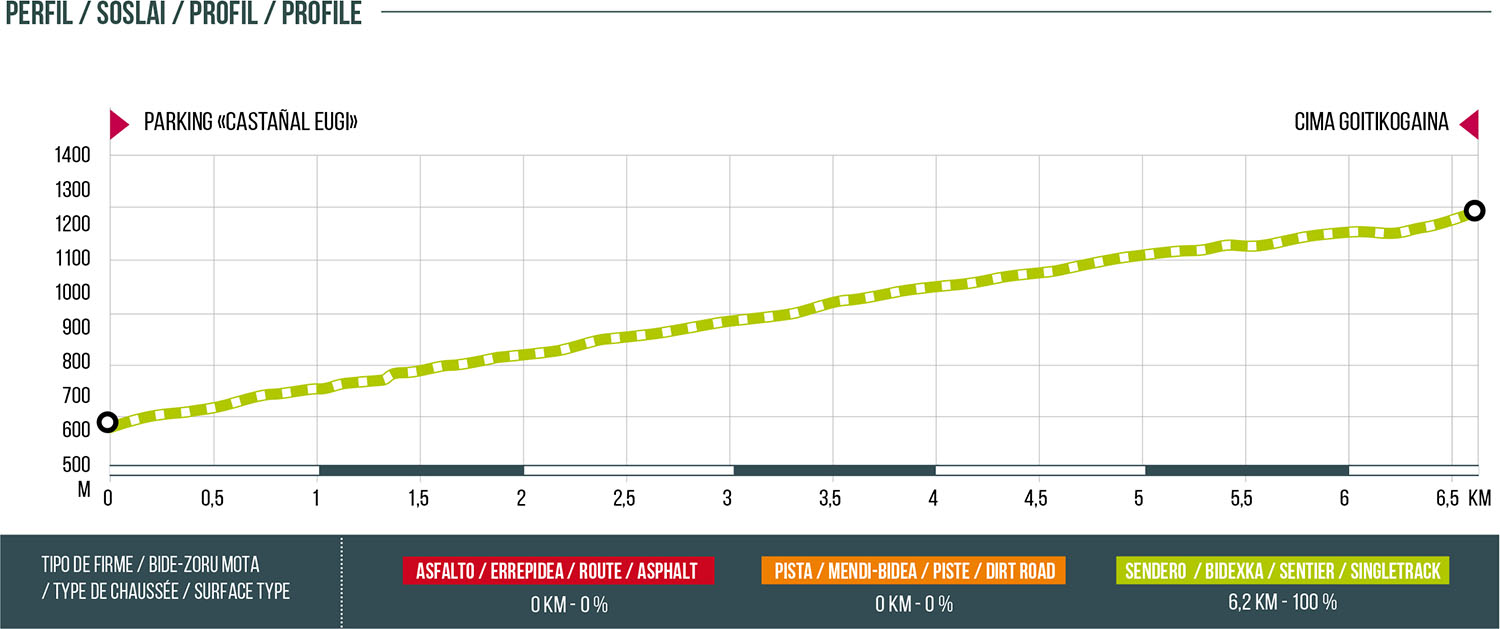 PERFIL / SOSLAI / PROFIL / PROFILE
PARKING «CASTAÑAL EUGI»
CIMA GOITIKOGAINA
1400
1300
1200
1100
1000
900
800
700
600
500
M 0 0,5 1 1,5 2 2,5 3 3,5 4 4,5 5 5,5 6 6,5 KM
TIPO DE FIRME / BIDE-ZORU MOTA
/ TYPE DE CHAUSSÉE / SURFACE TYPE
ASFALTO / ERREPIDEA / ROUTE / ASPHALT
0 KM - 0 %
PISTA / MENDI-BIDEA / PISTE / DIRT ROAD
0 KM - 0 %
SENDERO / BIDEXKA / SENTIER / SINGLETRACK
6,2 KM - 100 %